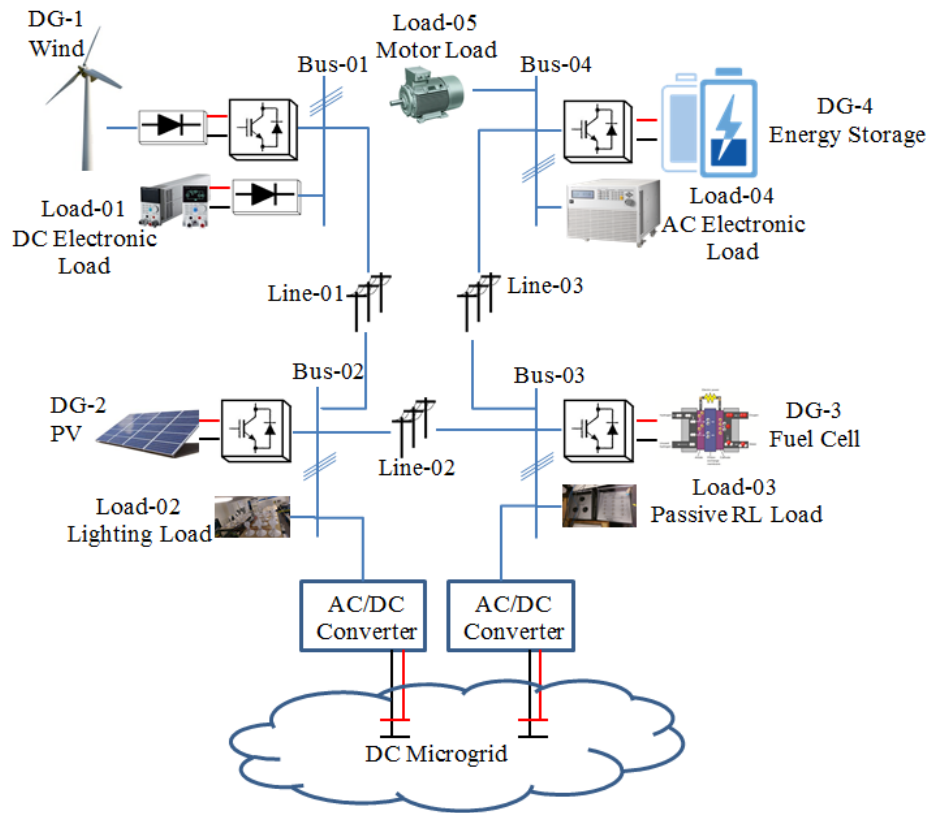 DG-1
Wind
Bus-01
Load-05
Motor Load
Bus-04
DG-4
Energy Storage
Load-01
DC Electronic
Load
Load-04
AC Electronic
Load
Line-01
Line-03
Bus-02
Bus-03
DG-2
PV
Line-02
DG-3
Fuel Cell
Load-02
Lighting Load
Load-03
Passive RL Load
AC/DC
Converter
AC/DC
Converter
DC Microgrid